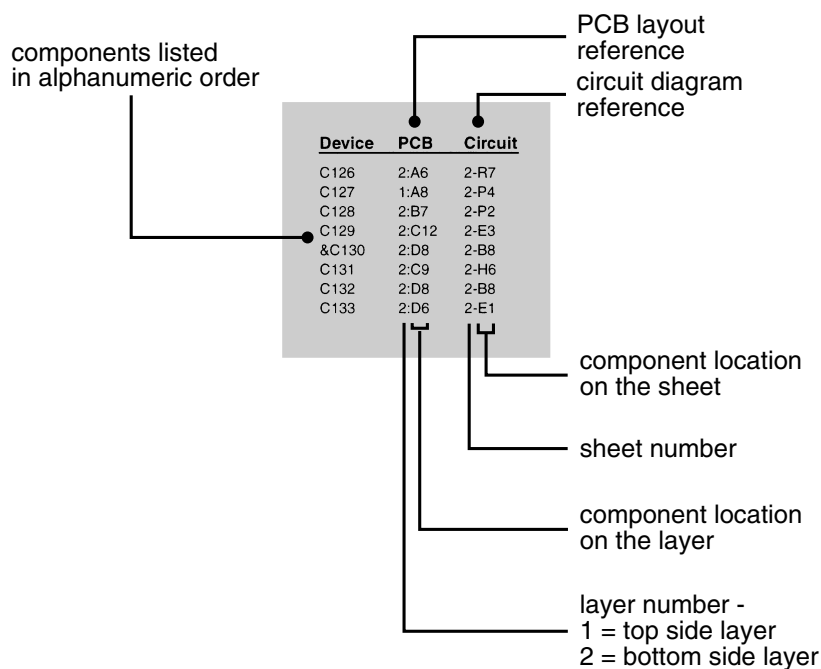 PCB layout
reference
components listed
in alphanumeric order
circuit diagram
reference
Device PCB Circuit
C126 2:A6 2-R7
C127 1:A8 2-P4
C128 2:B7 2-P2
C129 2:C12 2-E3
&C130 2:D8 2-B8
C131 2:C9 2-H6
C132 2:D8 2-B8
C133 2:D6 2-E1
component location
on the sheet
sheet number
component location
on the layer
layer number -
1 = top side layer
2 = bottom side layer